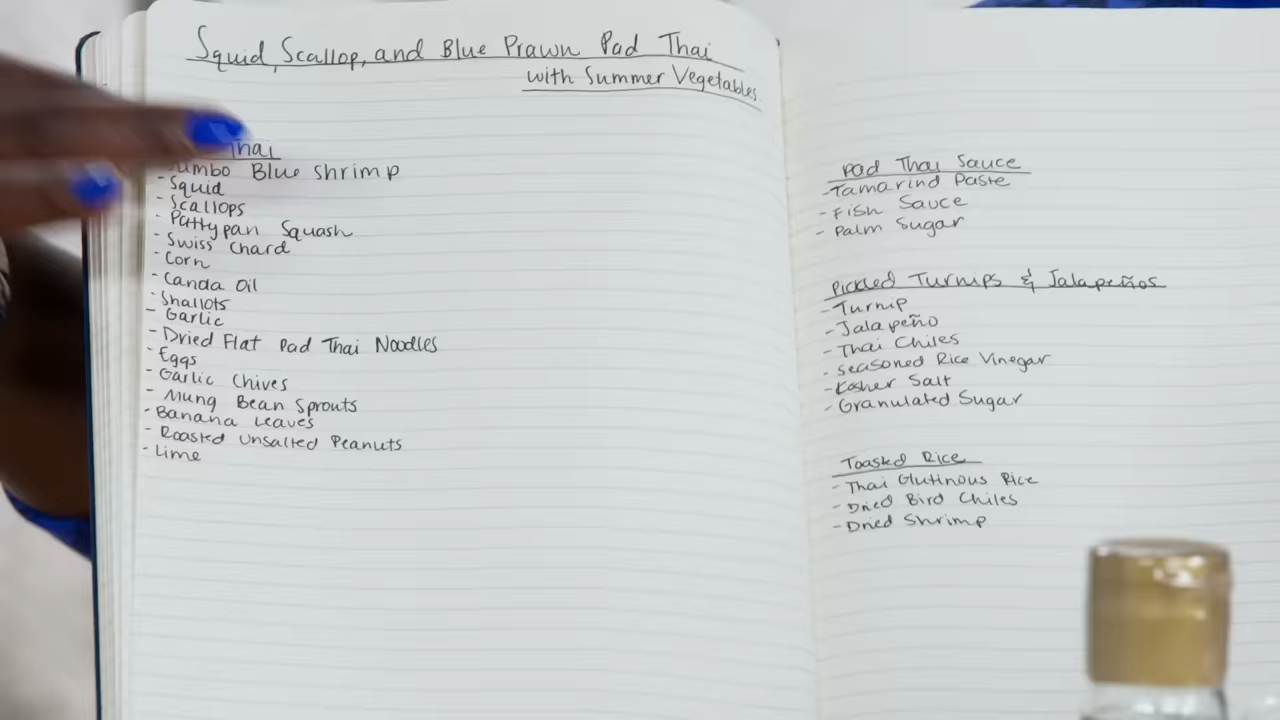 Squid, Scallop, and Blue Prawn Pad Thai
with Summer Vegetables
Thai
Jumbo Blue Shrimp
- Squid
- Scallops
- Pattypan Squash
- Swiss Chard
- Corn
- Canola Oil
- Shallots
- Garlic
- Dried Flat Pad Thai Noodles
- Eggs
- Garlic Chives
- Mung Bean Sprouts
- Banana Leaves
- Roasted Unsalted Peanuts
- Lime
Pad Thai Sauce
- Tamarind Paste
- Fish Sauce
- Palm Sugar
Pickled Turnips & Jalapeños
- Turnip
- Jalapeño
- Thai Chiles
- Seasoned Rice Vinegar
- Kosher Salt
- Granulated Sugar
Toasted Rice
- Thai Glutinous Rice
- Dried Bird Chiles
- Dried Shrimp